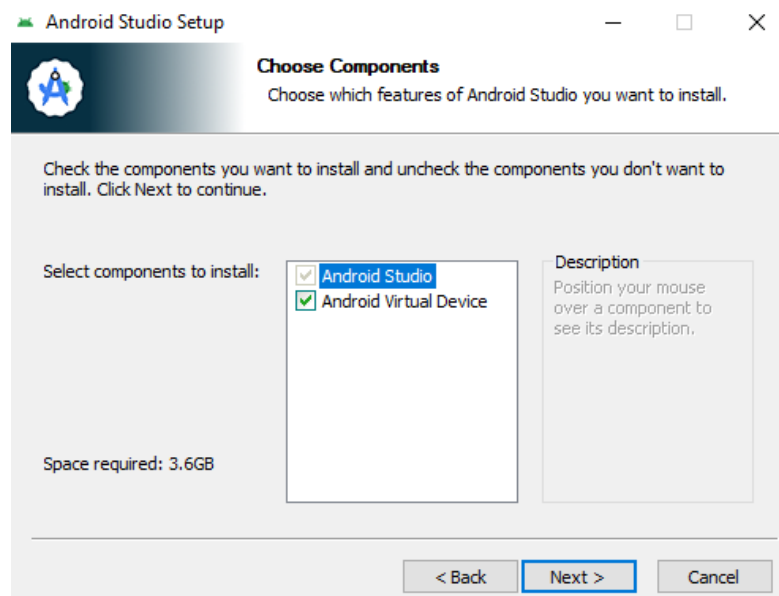 Android Studio Setup
Choose Components
Choose which features of Android Studio you want to install.
Check the components you want to install and uncheck the components you don't want to
install. Click Next to continue.
Select components to install:
Android Studio
Android Virtual Device
Description
Position your mouse
over a component to
see its description.
Space required: 3.6GB
< Back
Next >
Cancel